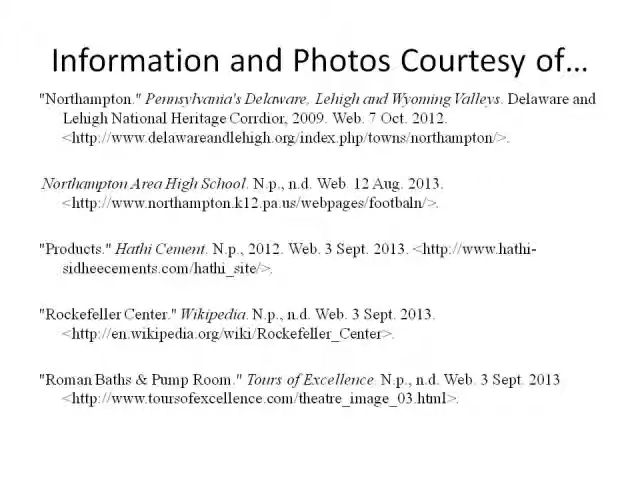 Information and Photos Courtesy of…
"Northampton." Pennsylvania's Delaware, Lehigh and Wyoming Valleys. Delaware and
Lehigh National Heritage Corrdior, 2009. Web. 7 Oct. 2012.
<http://www.delawareandlehigh.org/index.php/towns/northampton/>.
Northampton Area High School. N.p., n.d. Web. 12 Aug. 2013.
<http://www.northampton.k12.pa.us/webpages/footbaln/>.
"Products." Hathi Cement. N.p., 2012. Web. 3 Sept. 2013. <http://www.hathi-
sidheecements.com/hathi_site/>.
"Rockefeller Center." Wikipedia. N.p., n.d. Web. 3 Sept. 2013.
<http://en.wikipedia.org/wiki/Rockefeller_Center>.
"Roman Baths & Pump Room." Tours of Excellence. N.p., n.d. Web. 3 Sept. 2013
<http://www.toursofexcellence.com/theatre_image_03.html>.